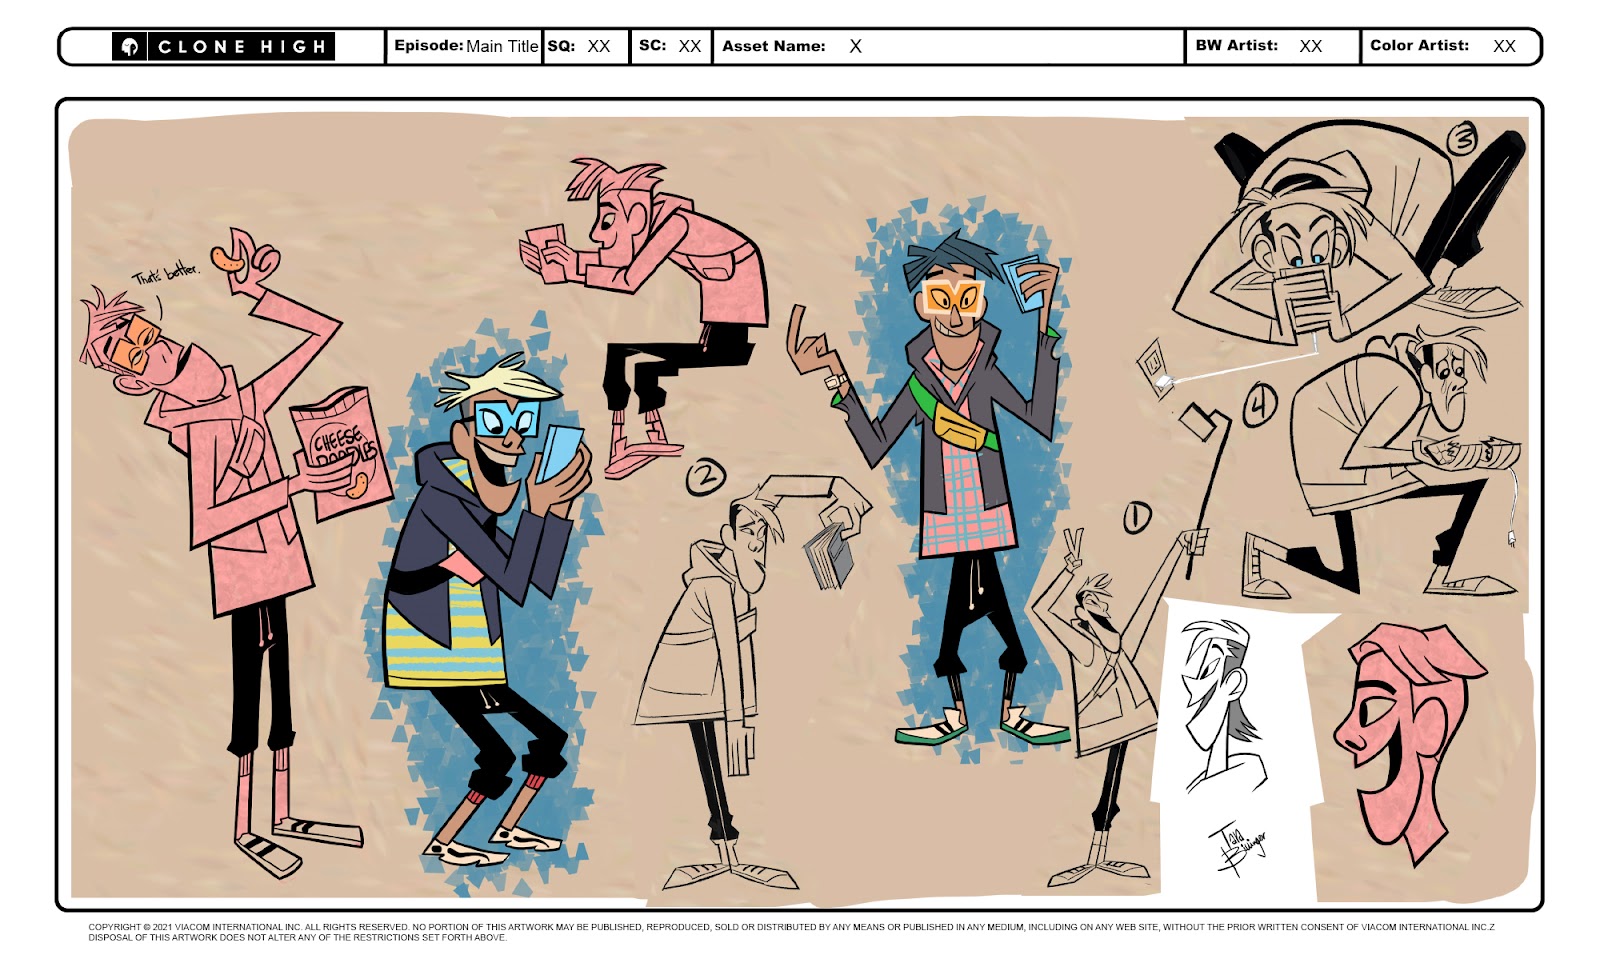 CLONE HIGH
Episode: Main Title
SQ: XX
SC: XX
Asset Name: X
BW Artist: XX
Color Artist: XX
That's better.
CHEESE
DOODLES
2
1
3
4
Tara
Billinger
COPYRIGHT © 2021 VIACOM INTERNATIONAL INC. ALL RIGHTS RESERVED. NO PORTION OF THIS ARTWORK MAY BE PUBLISHED, REPRODUCED, SOLD OR DISTRIBUTED BY ANY MEANS OR PUBLISHED IN ANY MEDIUM, INCLUDING ON ANY WEB SITE, WITHOUT THE PRIOR WRITTEN CONSENT OF VIACOM INTERNATIONAL INC.Z
DISPOSAL OF THIS ARTWORK DOES NOT ALTER ANY OF THE RESTRICTIONS SET FORTH ABOVE.